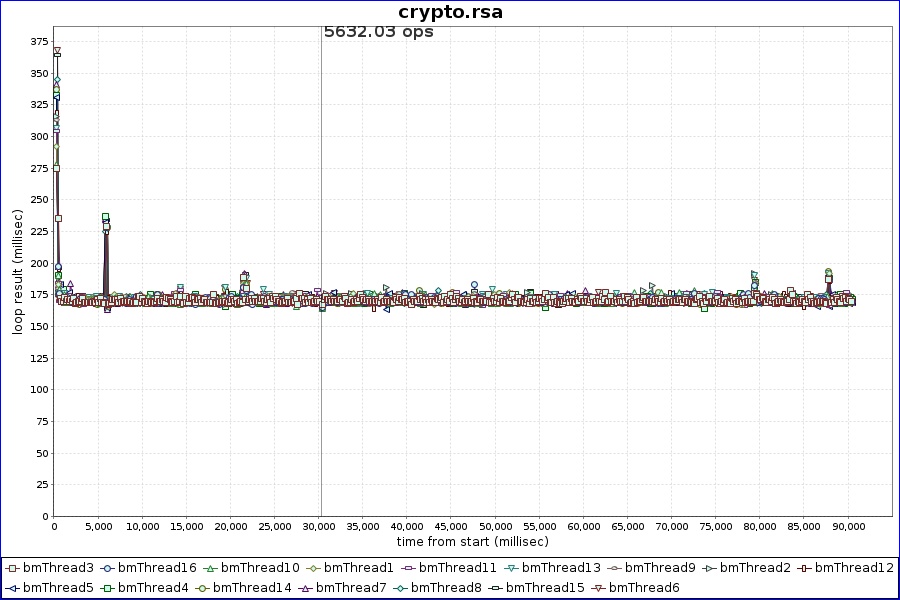 crypto.rsa
5632.03 ops
375
350
325
300
275
250
225
200
175
150
125
100
75
50
25
0
loop result (millisec)
0 5,000 10,000 15,000 20,000 25,000 30,000 35,000 40,000 45,000 50,000 55,000 60,000 65,000 70,000 75,000 80,000 85,000 90,000
time from start (millisec)
bmThread3 bmThread16 bmThread10 bmThread1 bmThread11 bmThread13 bmThread9 bmThread2 bmThread12
bmThread5 bmThread4 bmThread14 bmThread7 bmThread8 bmThread15 bmThread6